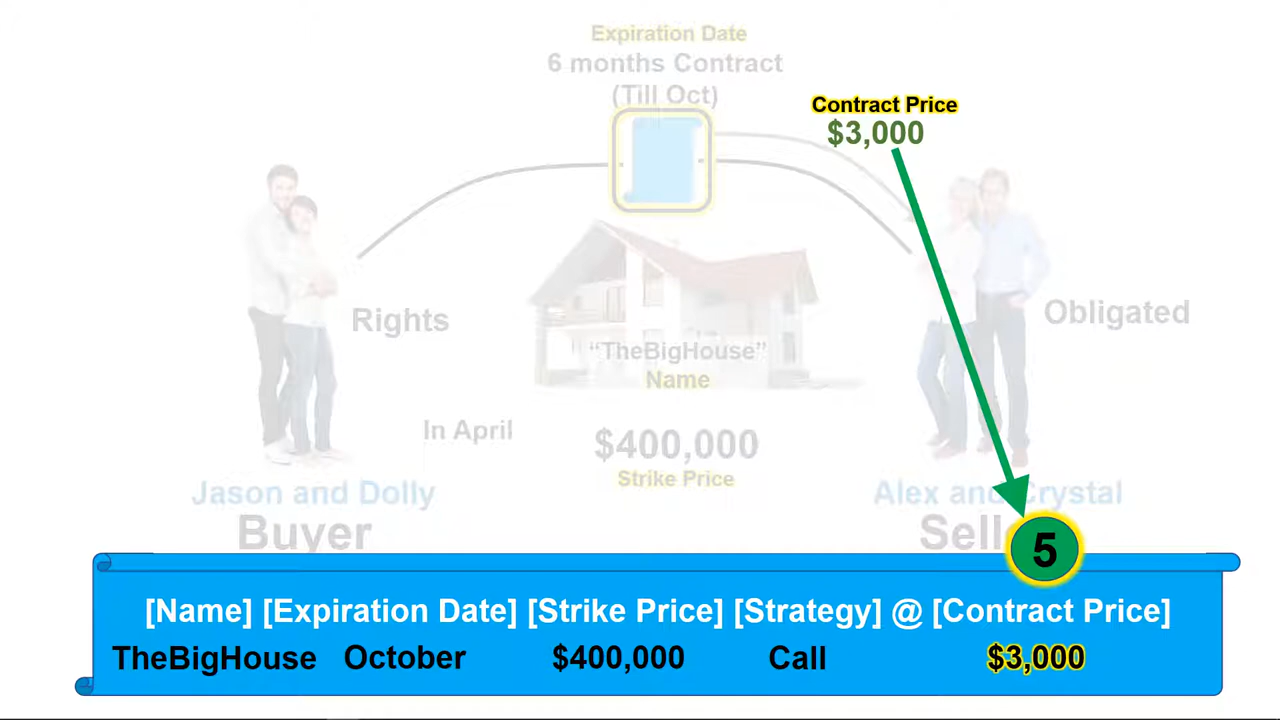 Expiration Date
6 months Contract
(Till Oct)
Contract Price
$3,000
Rights
Obligated
“TheBigHouse”
Name
In April
$400,000
Strike Price
Jason and Dolly
Buyer
Alex and Crystal
5
[Name] [Expiration Date] [Strike Price] [Strategy] @ [Contract Price]
TheBigHouse October $400,000 Call $3,000